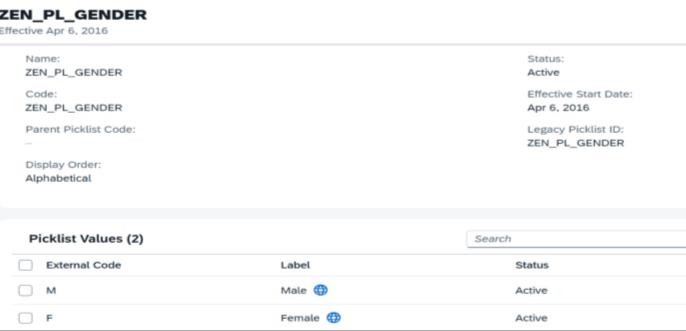 ZEN_PL_GENDER
Effective Apr 6, 2016
Name:
ZEN_PL_GENDER
Status:
Active
Code:
ZEN_PL_GENDER
Effective Start Date:
Apr 6, 2016
Parent Picklist Code:
–
Legacy Picklist ID:
ZEN_PL_GENDER
Display Order:
Alphabetical
Picklist Values (2)
Search
External Code Label Status
M Male Active
F Female Active